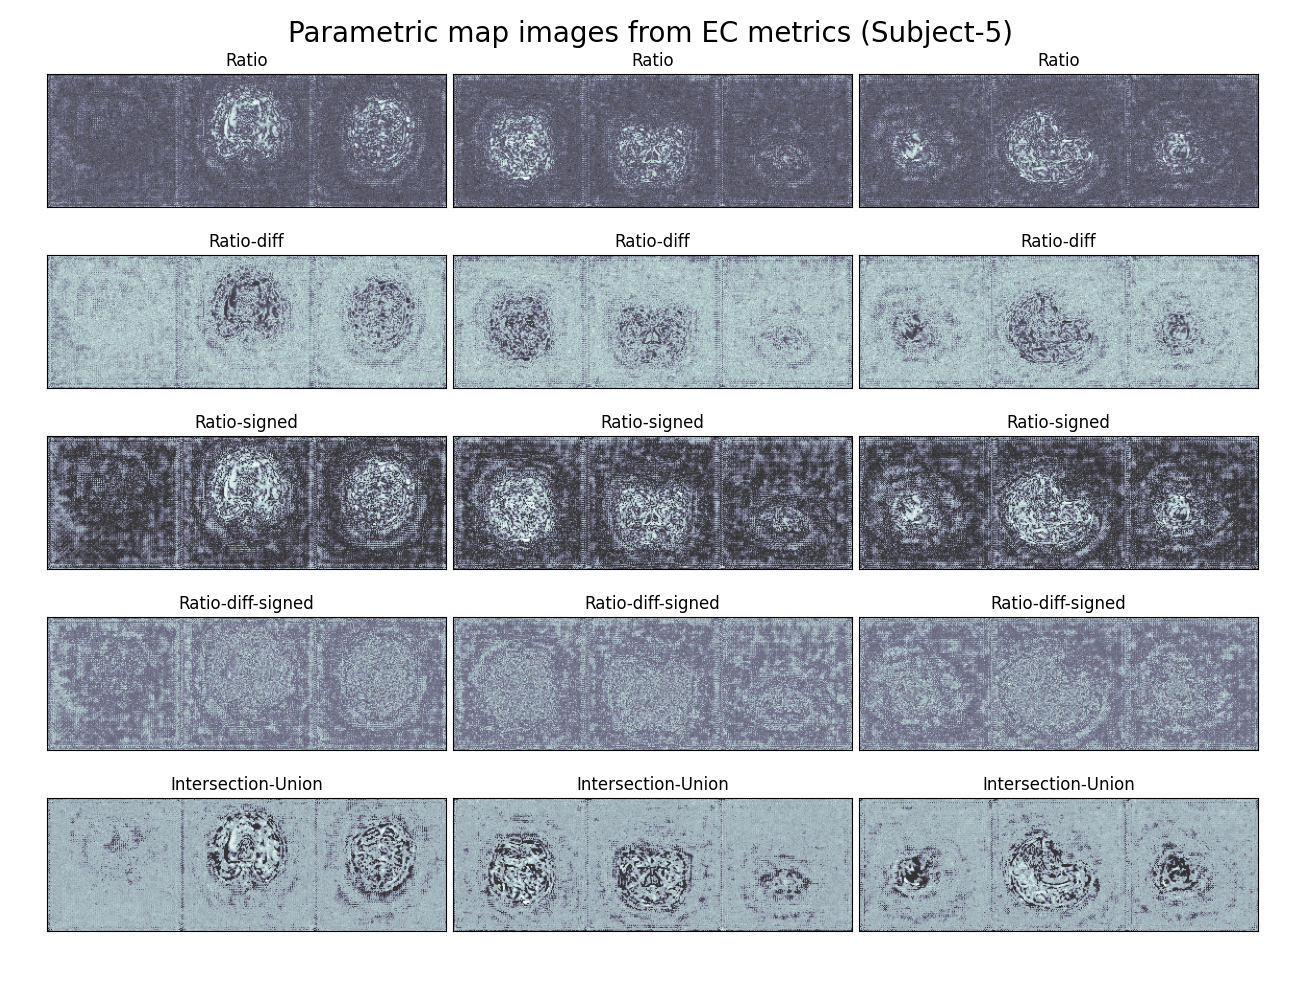 Parametric map images from EC metrics (Subject-5)
Ratio Ratio Ratio
Ratio-diff Ratio-diff Ratio-diff
Ratio-signed Ratio-signed Ratio-signed
Ratio-diff-signed Ratio-diff-signed Ratio-diff-signed
Intersection-Union Intersection-Union Intersection-Union